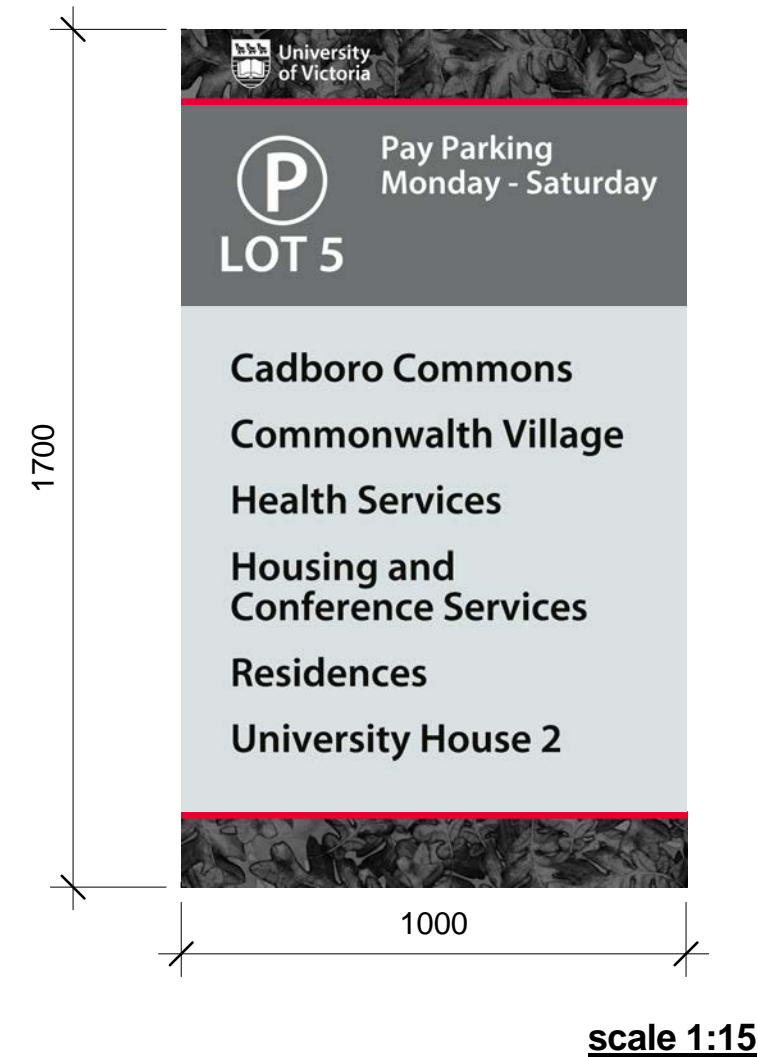 University
of Victoria
P
Pay Parking
Monday - Saturday
LOT 5
Cadboro Commons
Commonwalth Village
Health Services
Housing and
Conference Services
Residences
University House 2
1700
1000
scale 1:15